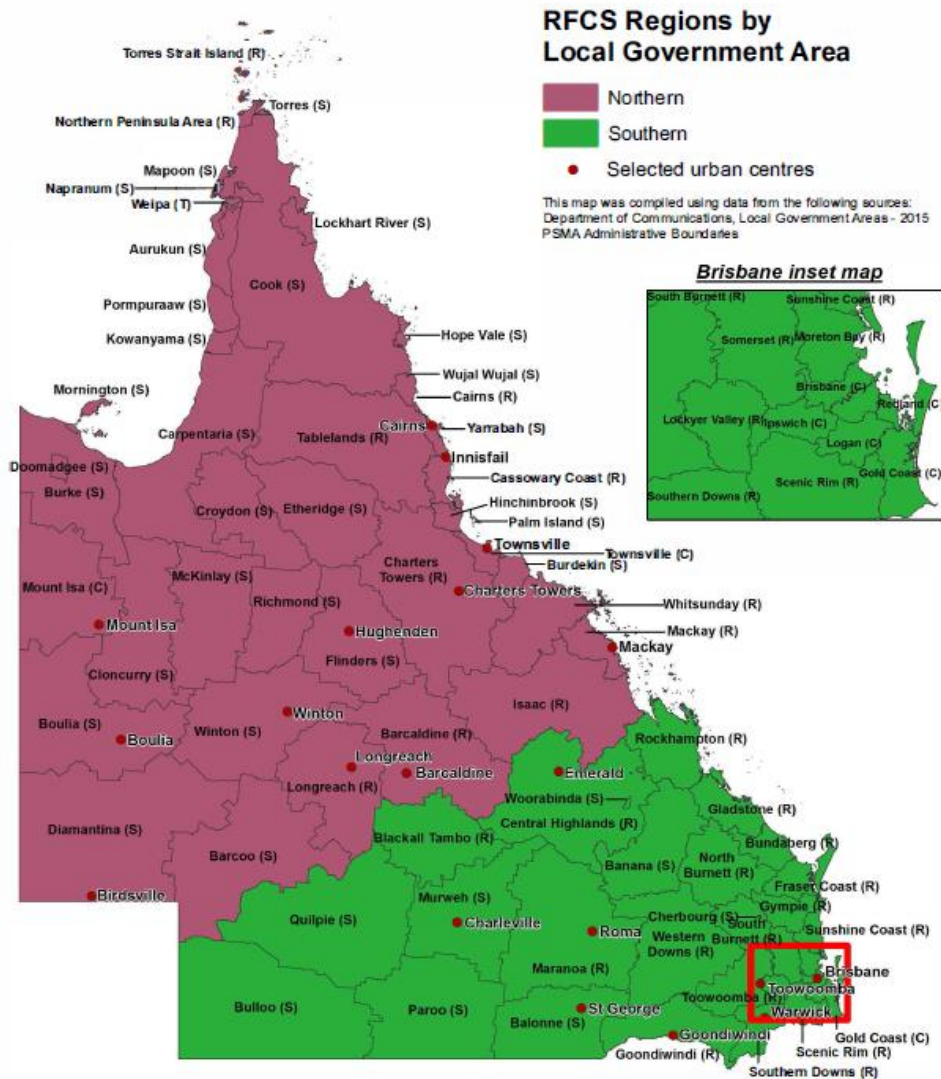 RFCS Regions by
Local Government Area
Northern
Southern
Selected urban centres
This map was compiled using data from the following sources:
Department of Communications, Local Government Areas - 2015
PSMA Administrative Boundaries
Brisbane inset map
South Burnett (R)
Sunshine Coast (R)
Somerset (R)
Moreton Bay (R)
Brisbane (C)
Redland (C)
Lockyer Valley (R)
Ipswich (C)
Logan (C)
Gold Coast (C)
Scenic Rim (R)
Southern Downs (R)
Torres Strait Island (R)
Torres (S)
Northern Peninsula Area (R)
Mapoon (S)
Napranum (S)
Weipa (T)
Lockhart River (S)
Aurukun (S)
Cook (S)
Pormpuraaw (S)
Kowanyama (S)
Hope Vale (S)
Wujal Wujal (S)
Mornington (S)
Cairns (R)
Carpentaria (S)
Tablelands (R)
Cairns
Yarrabah (S)
Innisfail
Doomadgee (S)
Burke (S)
Cassowary Coast (R)
Croydon (S)
Etheridge (S)
Hinchinbrook (S)
Palm Island (S)
Townsville
Townsville (C)
Burdekin (S)
Mount Isa (C)
McKinlay (S)
Charters
Towers (R)
Richmond (S)
Charters Towers
Whitsunday (R)
Mount Isa
Hughenden
Mackay (R)
Mackay
Flinders (S)
Cloncurry (S)
Isaac (R)
Boulia (S)
Boulia
Winton (S)
Winton
Barcaldine (R)
Rockhampton (R)
Longreach
Barcaldine
Longreach (R)
Emerald
Woorabinda (S)
Central Highlands (R)
Gladstone (R)
Diamantina (S)
Blackall Tambo (R)
Bundaberg (R)
Barcoo (S)
Banana (S)
North
Burnett (R)
Fraser Coast (R)
Birdsville
Murweh (S)
Gympie (R)
Quilpie (S)
Charleville
Cherbourg (S)
South
Burnett (R)
Sunshine Coast (R)
Roma
Western
Downs (R)
Maranoa (R)
Brisbane
Toowoomba
Toowoomba (R)
Bulloo (S)
Paroo (S)
St George
Balonne (S)
Warwick
Goondiwindi
Gold Coast (C)
Goondiwindi (R)
Scenic Rim (R)
Southern Downs (R)